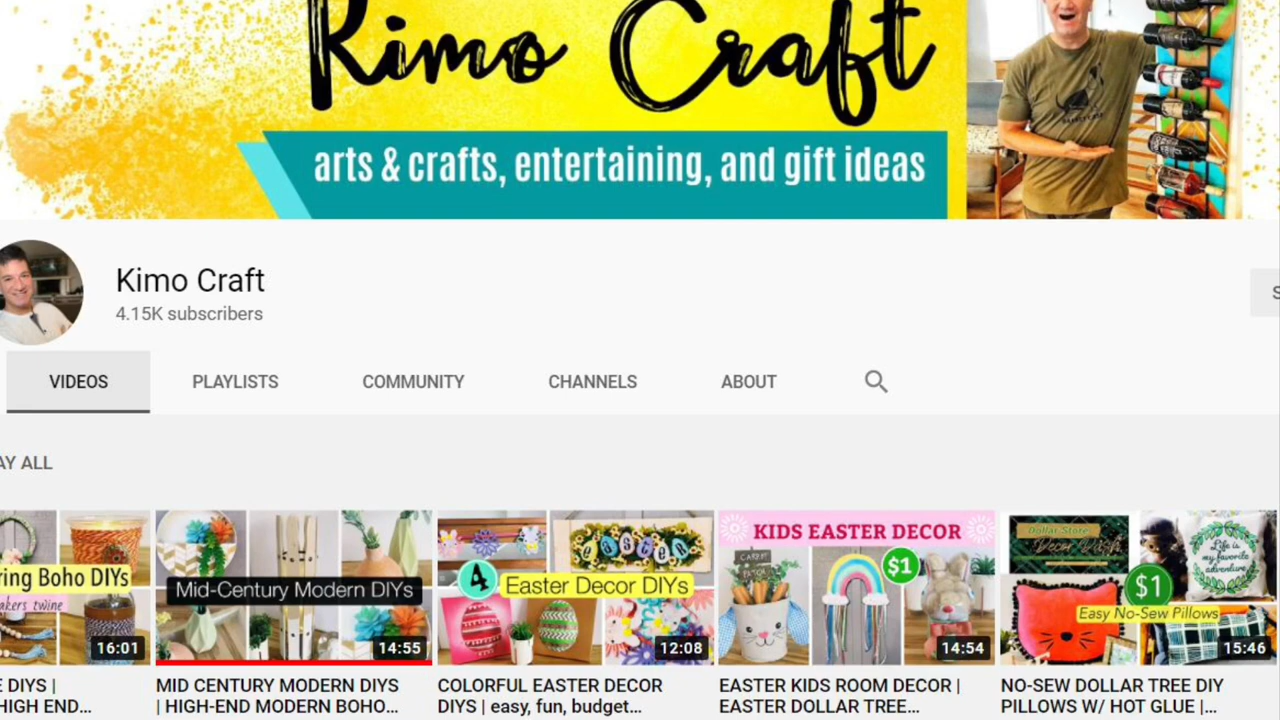 Kimo Craft
arts & crafts, entertaining, and gift ideas
Kimo Craft
4.15K subscribers
VIDEOS
PLAYLISTS
COMMUNITY
CHANNELS
ABOUT
AY ALL
ring Boho DIYs
akers twine
16:01
Mid-Century Modern DIYs
14:55
4
Easter Decor DIYs
12:08
KIDS EASTER DECOR
$1
14:54
Dollar Store
Life is
my favorite
adventure
$1
Easy No-Sew Pillows
15:46
E DIYS |
HIGH END...
MID CENTURY MODERN DIYS
| HIGH-END MODERN BOHO...
COLORFUL EASTER DECOR
DIYS | easy, fun, budget...
EASTER KIDS ROOM DECOR |
EASTER DOLLAR TREE...
NO-SEW DOLLAR TREE DIY
PILLOWS W/ HOT GLUE |...